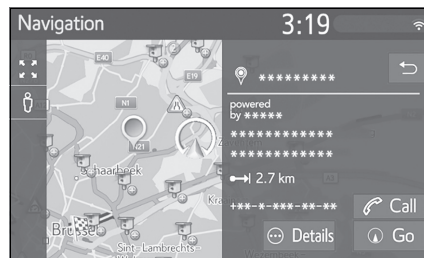 Navigation 3:19
*********
powered
by *****
************
************
2.7 km
+**-*-***-**-**
Call
Details
Go
E40
E19
N1
N21
haarbeek
Kra
Brussel
Sint-Lambrechts-